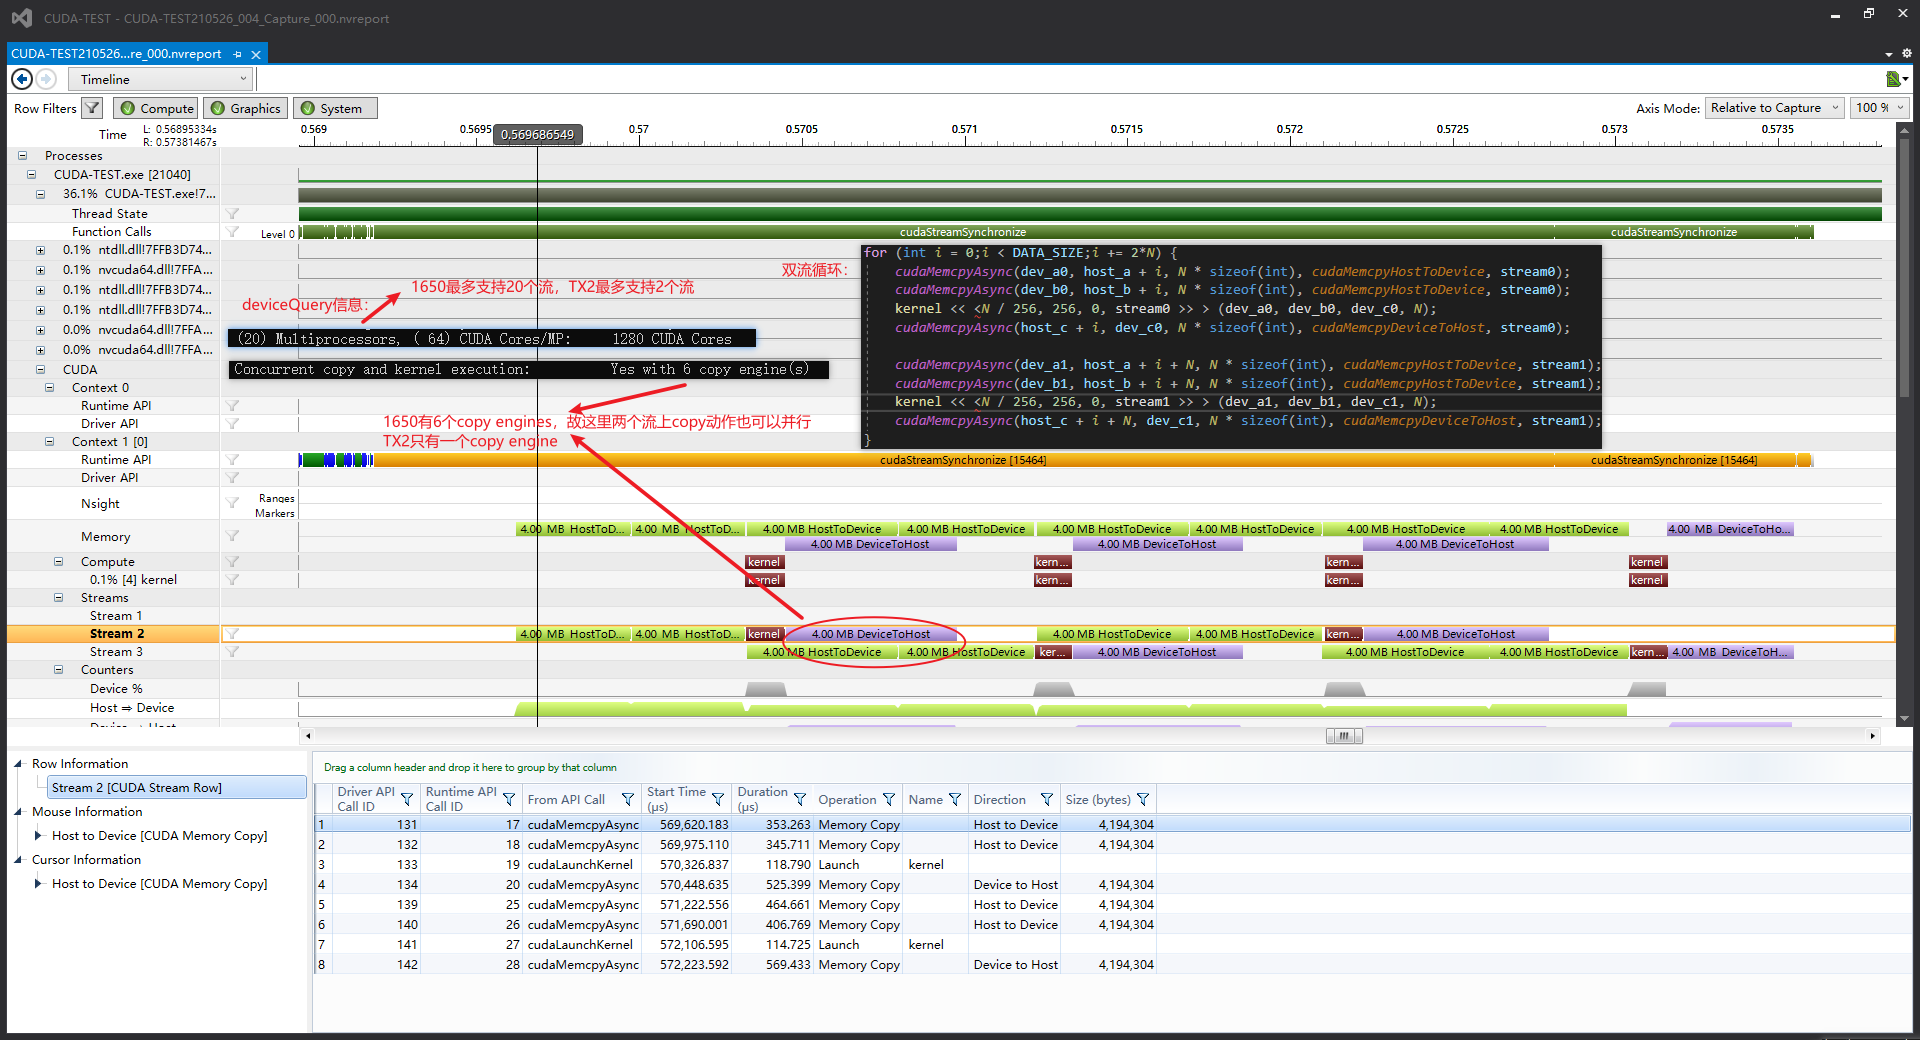 CUDA-TEST - CUDA-TEST210526_004_Capture_000.nvreport
CUDA-TEST210526...re_000.nvreport
Timeline
Row Filters
Compute
Graphics
System
Axis Mode:
Relative to Capture
100 %
Time
L: 0.56895334s
R: 0.57381467s
0.569
0.5695
0.569686549
0.57
0.5705
0.571
0.5715
0.572
0.5725
0.573
0.5735
Processes
CUDA-TEST.exe [21040]
36.1% CUDA-TEST.exe!7...
Thread State
Function Calls
Level 0
cudaStreamSynchronize
cudaStreamSynchronize
0.1% ntdll.dll!7FFB3D74...
0.1% nvcuda64.dll!7FFA...
0.1% ntdll.dll!7FFB3D74...
0.1% ntdll.dll!7FFB3D74...
0.0% nvcuda64.dll!7FFA...
0.0% nvcuda64.dll!7FFA...
双流循环:
for (int i = 0;i < DATA_SIZE;i += 2*N) {
cudaMemcpyAsync(dev_a0, host_a + i, N * sizeof(int), cudaMemcpyHostToDevice, stream0);
cudaMemcpyAsync(dev_b0, host_b + i, N * sizeof(int), cudaMemcpyHostToDevice, stream0);
kernel << <N / 256, 256, 0, stream0 >> > (dev_a0, dev_b0, dev_c0, N);
cudaMemcpyAsync(host_c + i, dev_c0, N * sizeof(int), cudaMemcpyDeviceToHost, stream0);
cudaMemcpyAsync(dev_a1, host_a + i + N, N * sizeof(int), cudaMemcpyHostToDevice, stream1);
cudaMemcpyAsync(dev_b1, host_b + i + N, N * sizeof(int), cudaMemcpyHostToDevice, stream1);
kernel << <N / 256, 256, 0, stream1 >> > (dev_a1, dev_b1, dev_c1, N);
cudaMemcpyAsync(host_c + i + N, dev_c1, N * sizeof(int), cudaMemcpyDeviceToHost, stream1);
}
1650最多支持20个流，TX2最多支持2个流
deviceQuery信息:
(20) Multiprocessors, ( 64) CUDA Cores/MP: 1280 CUDA Cores
Concurrent copy and kernel execution: Yes with 6 copy engine(s)
1650有6个copy engines，故这里两个流上copy动作也可以并行
TX2只有一个copy engine
CUDA
Context 0
Runtime API
Driver API
Context 1 [0]
Runtime API
cudaStreamSynchronize [15464]
cudaStreamSynchronize [15464]
Driver API
Nsight
Ranges
Markers
Memory
4.00 MB HostToD...
4.00 MB HostToD...
4.00 MB HostToDevice
4.00 MB HostToDevice
4.00 MB HostToDevice
4.00 MB HostToDevice
4.00 MB HostToDevice
4.00 MB HostToDevice
4.00 MB DeviceToHo...
4.00 MB DeviceToHost
4.00 MB DeviceToHost
4.00 MB DeviceToHost
Compute
kernel
kern...
kern...
kernel
0.1% [4] kernel
kernel
kern...
kern...
kernel
Streams
Stream 1
Stream 2
4.00 MB HostToD...
4.00 MB HostToD...
kernel
4.00 MB DeviceToHost
4.00 MB HostToDevice
4.00 MB HostToDevice
kern...
4.00 MB DeviceToHost
Stream 3
4.00 MB HostToDevice
4.00 MB HostToDevice
ker...
4.00 MB DeviceToHost
4.00 MB HostToDevice
4.00 MB HostToDevice
kern...
4.00 MB DeviceToH...
Counters
Device %
Host ⇒ Device
Device ⇒ Host
Row Information
Stream 2 [CUDA Stream Row]
Mouse Information
Host to Device [CUDA Memory Copy]
Cursor Information
Host to Device [CUDA Memory Copy]
Drag a column header and drop it here to group by that column
Driver API Call ID Runtime API Call ID From API Call Start Time (μs) Duration (μs) Operation Name Direction Size (bytes)
1 131 17 cudaMemcpyAsync 569,620.183 353.263 Memory Copy Host to Device 4,194,304
2 132 18 cudaMemcpyAsync 569,975.110 345.711 Memory Copy Host to Device 4,194,304
3 133 19 cudaLaunchKernel 570,326.837 118.790 Launch kernel
4 134 20 cudaMemcpyAsync 570,448.635 525.399 Memory Copy Device to Host 4,194,304
5 139 25 cudaMemcpyAsync 571,222.556 464.661 Memory Copy Host to Device 4,194,304
6 140 26 cudaMemcpyAsync 571,690.001 406.769 Memory Copy Host to Device 4,194,304
7 141 27 cudaLaunchKernel 572,106.595 114.725 Launch kernel
8 142 28 cudaMemcpyAsync 572,223.592 569.433 Memory Copy Device to Host 4,194,304